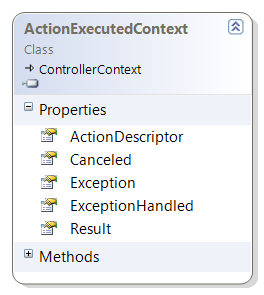 ActionExecutedContext
Class
ControllerContext
Properties
ActionDescriptor
Canceled
Exception
ExceptionHandled
Result
Methods